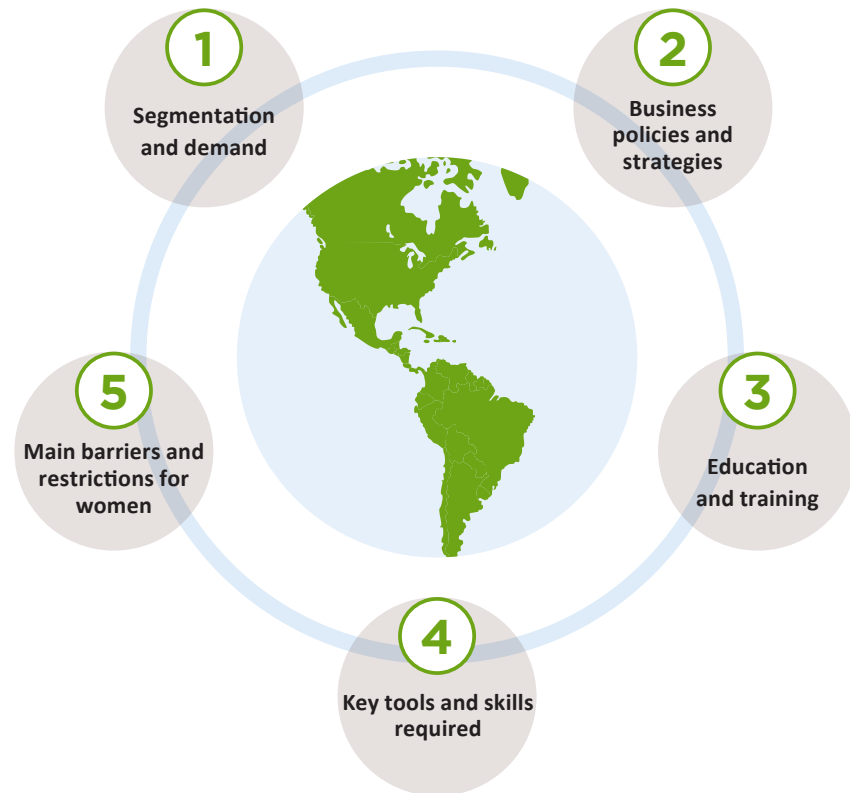 1
Segmentation
and demand
2
Business
policies and
strategies
3
Education
and training
4
Key tools and skills
required
5
Main barriers and
restrictions for
women